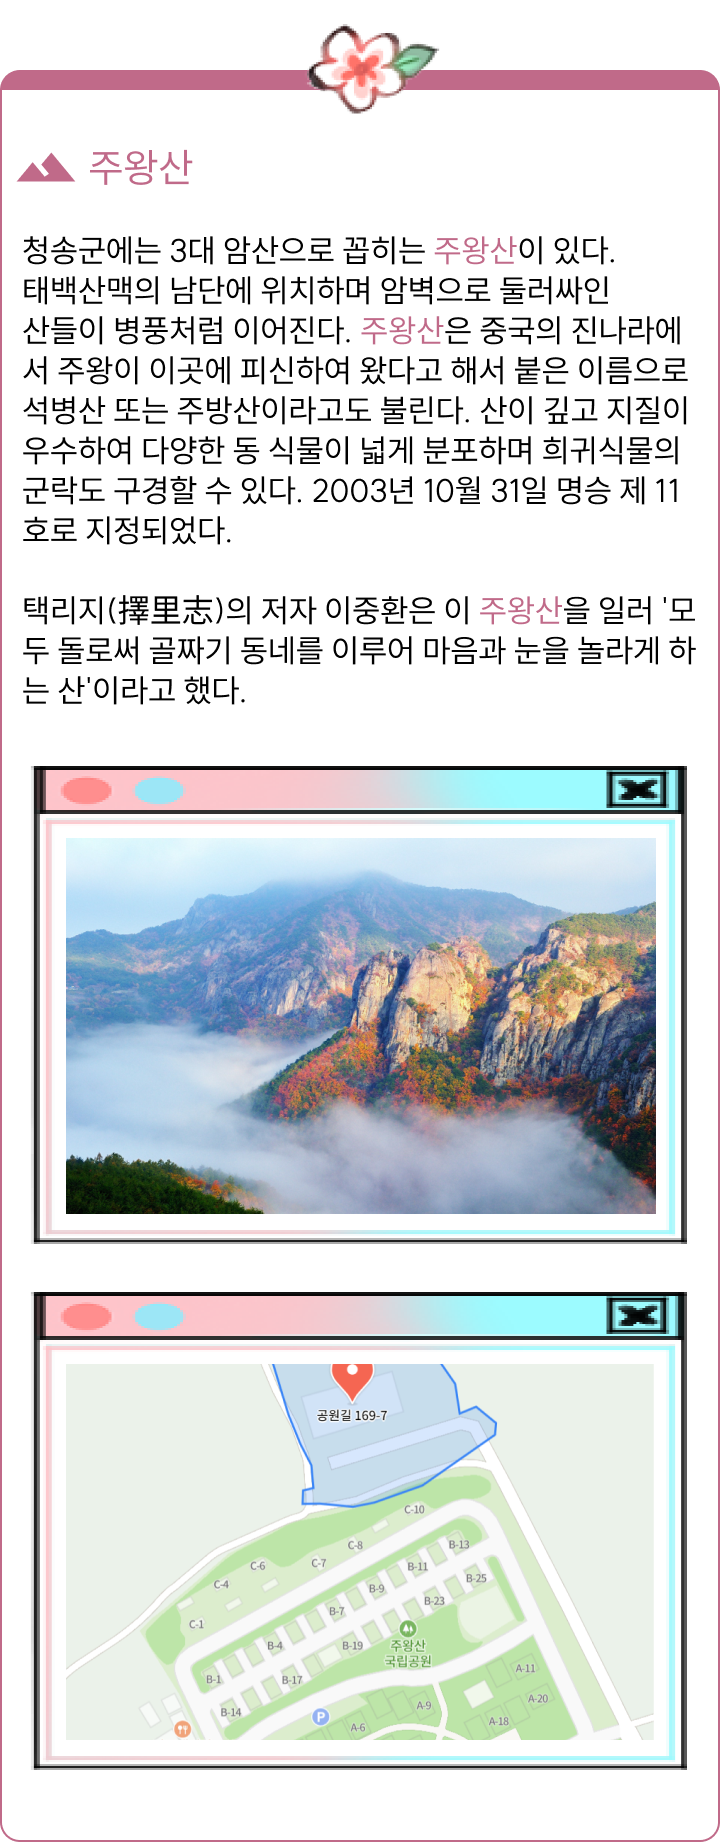 주왕산
청송군에는 3대 암산으로 꼽히는 주왕산이 있다.
태백산맥의 남단에 위치하며 암벽으로 둘러싸인
산들이 병풍처럼 이어진다. 주왕산은 중국의 진나라에
서 주왕이 이곳에 피신하여 왔다고 해서 붙은 이름으로
석병산 또는 주방산이라고도 불린다. 산이 깊고 지질이
우수하여 다양한 동 식물이 넓게 분포하며 희귀식물의
군락도 구경할 수 있다. 2003년 10월 31일 명승 제 11
호로 지정되었다.
택리지(擇里志)의 저자 이중환은 이 주왕산을 일러 '모
두 돌로써 골짜기 동네를 이루어 마음과 눈을 놀라게 하
는 산'이라고 했다.
공원길 169-7
C-10
C-8
B-13
C-7
C-6
B-11
B-25
C-4
B-9
B-23
B-7
C-1
B-4
B-19
주왕산
국립공원
B-1
B-17
A-11
B-14
A-9
A-20
P
A-6
A-18